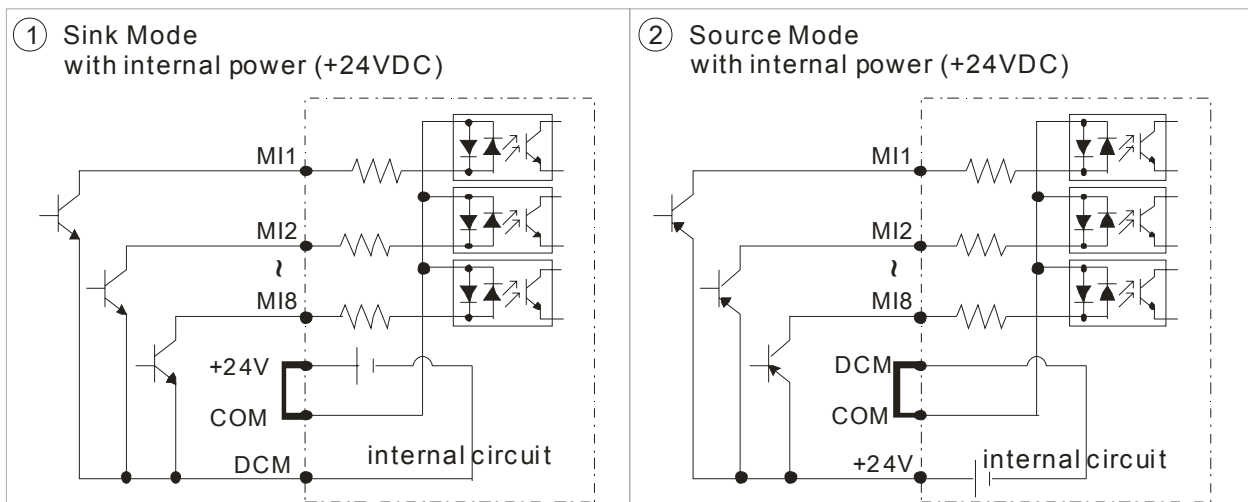 1 Sink Mode
with internal power (+24VDC)
MI1
MI2
~
MI8
+24V
COM
DCM
internal circuit
2 Source Mode
with internal power (+24VDC)
MI1
MI2
~
MI8
DCM
COM
+24V
internal circuit